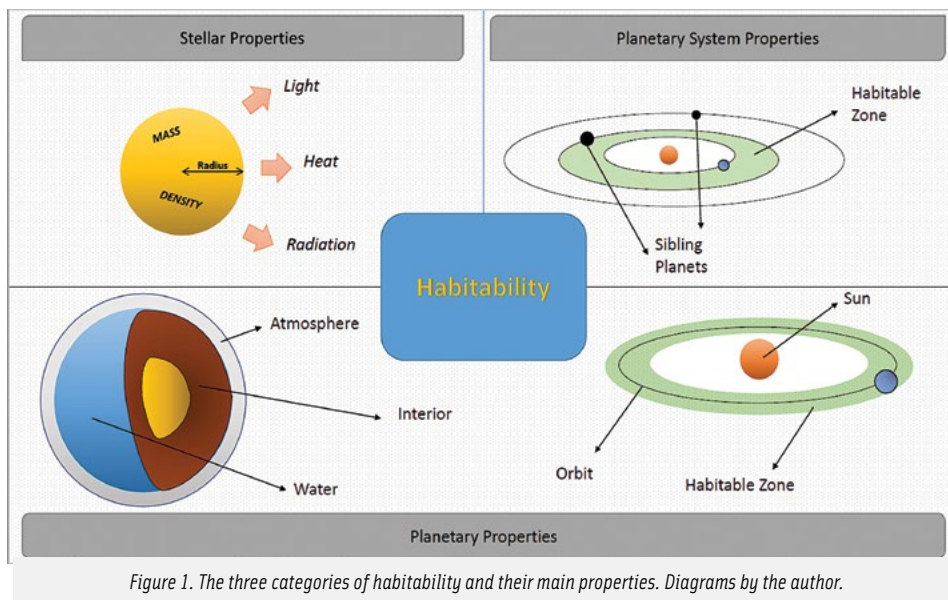 Stellar Properties
Planetary System Properties
Light
MASS
Radius
Heat
DENSITY
Radiation
Habitable
Zone
Sibling
Planets
Habitability
Atmosphere
Interior
Water
Sun
Orbit
Habitable Zone
Planetary Properties
Figure 1. The three categories of habitability and their main properties. Diagrams by the author.